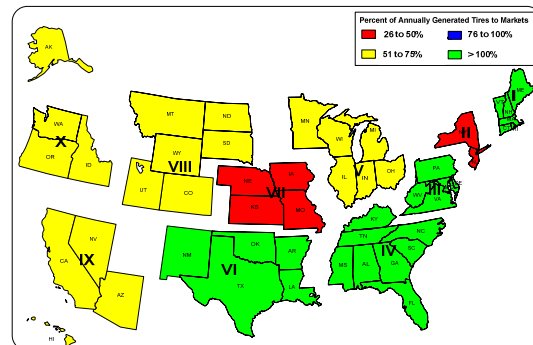 Percent of Annually Generated Tires to Markets
26 to 50% 76 to 100%
51 to 75% >100%
AK
WA
X
OR
ID
MT
ND
WY
SD
VIII
UT
CO
CA
NV
IX
AZ
HI
MN
WI
MI
IL
IN
OH
V
NE
IA
VII
KS
MO
NM
OK
AR
VI
TX
LA
KY
TN
NC
SC
IV
MS
AL
GA
FL
PA
III
WV
VA
II
ME
I
VT